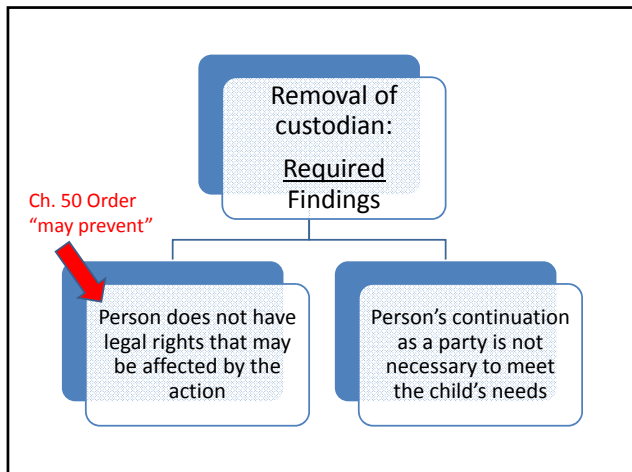 Removal of
custodian:
Required
Findings
Ch. 50 Order
“may prevent”
Person does not have
legal rights that may
be affected by the
action
Person’s continuation
as a party is not
necessary to meet
the child’s needs